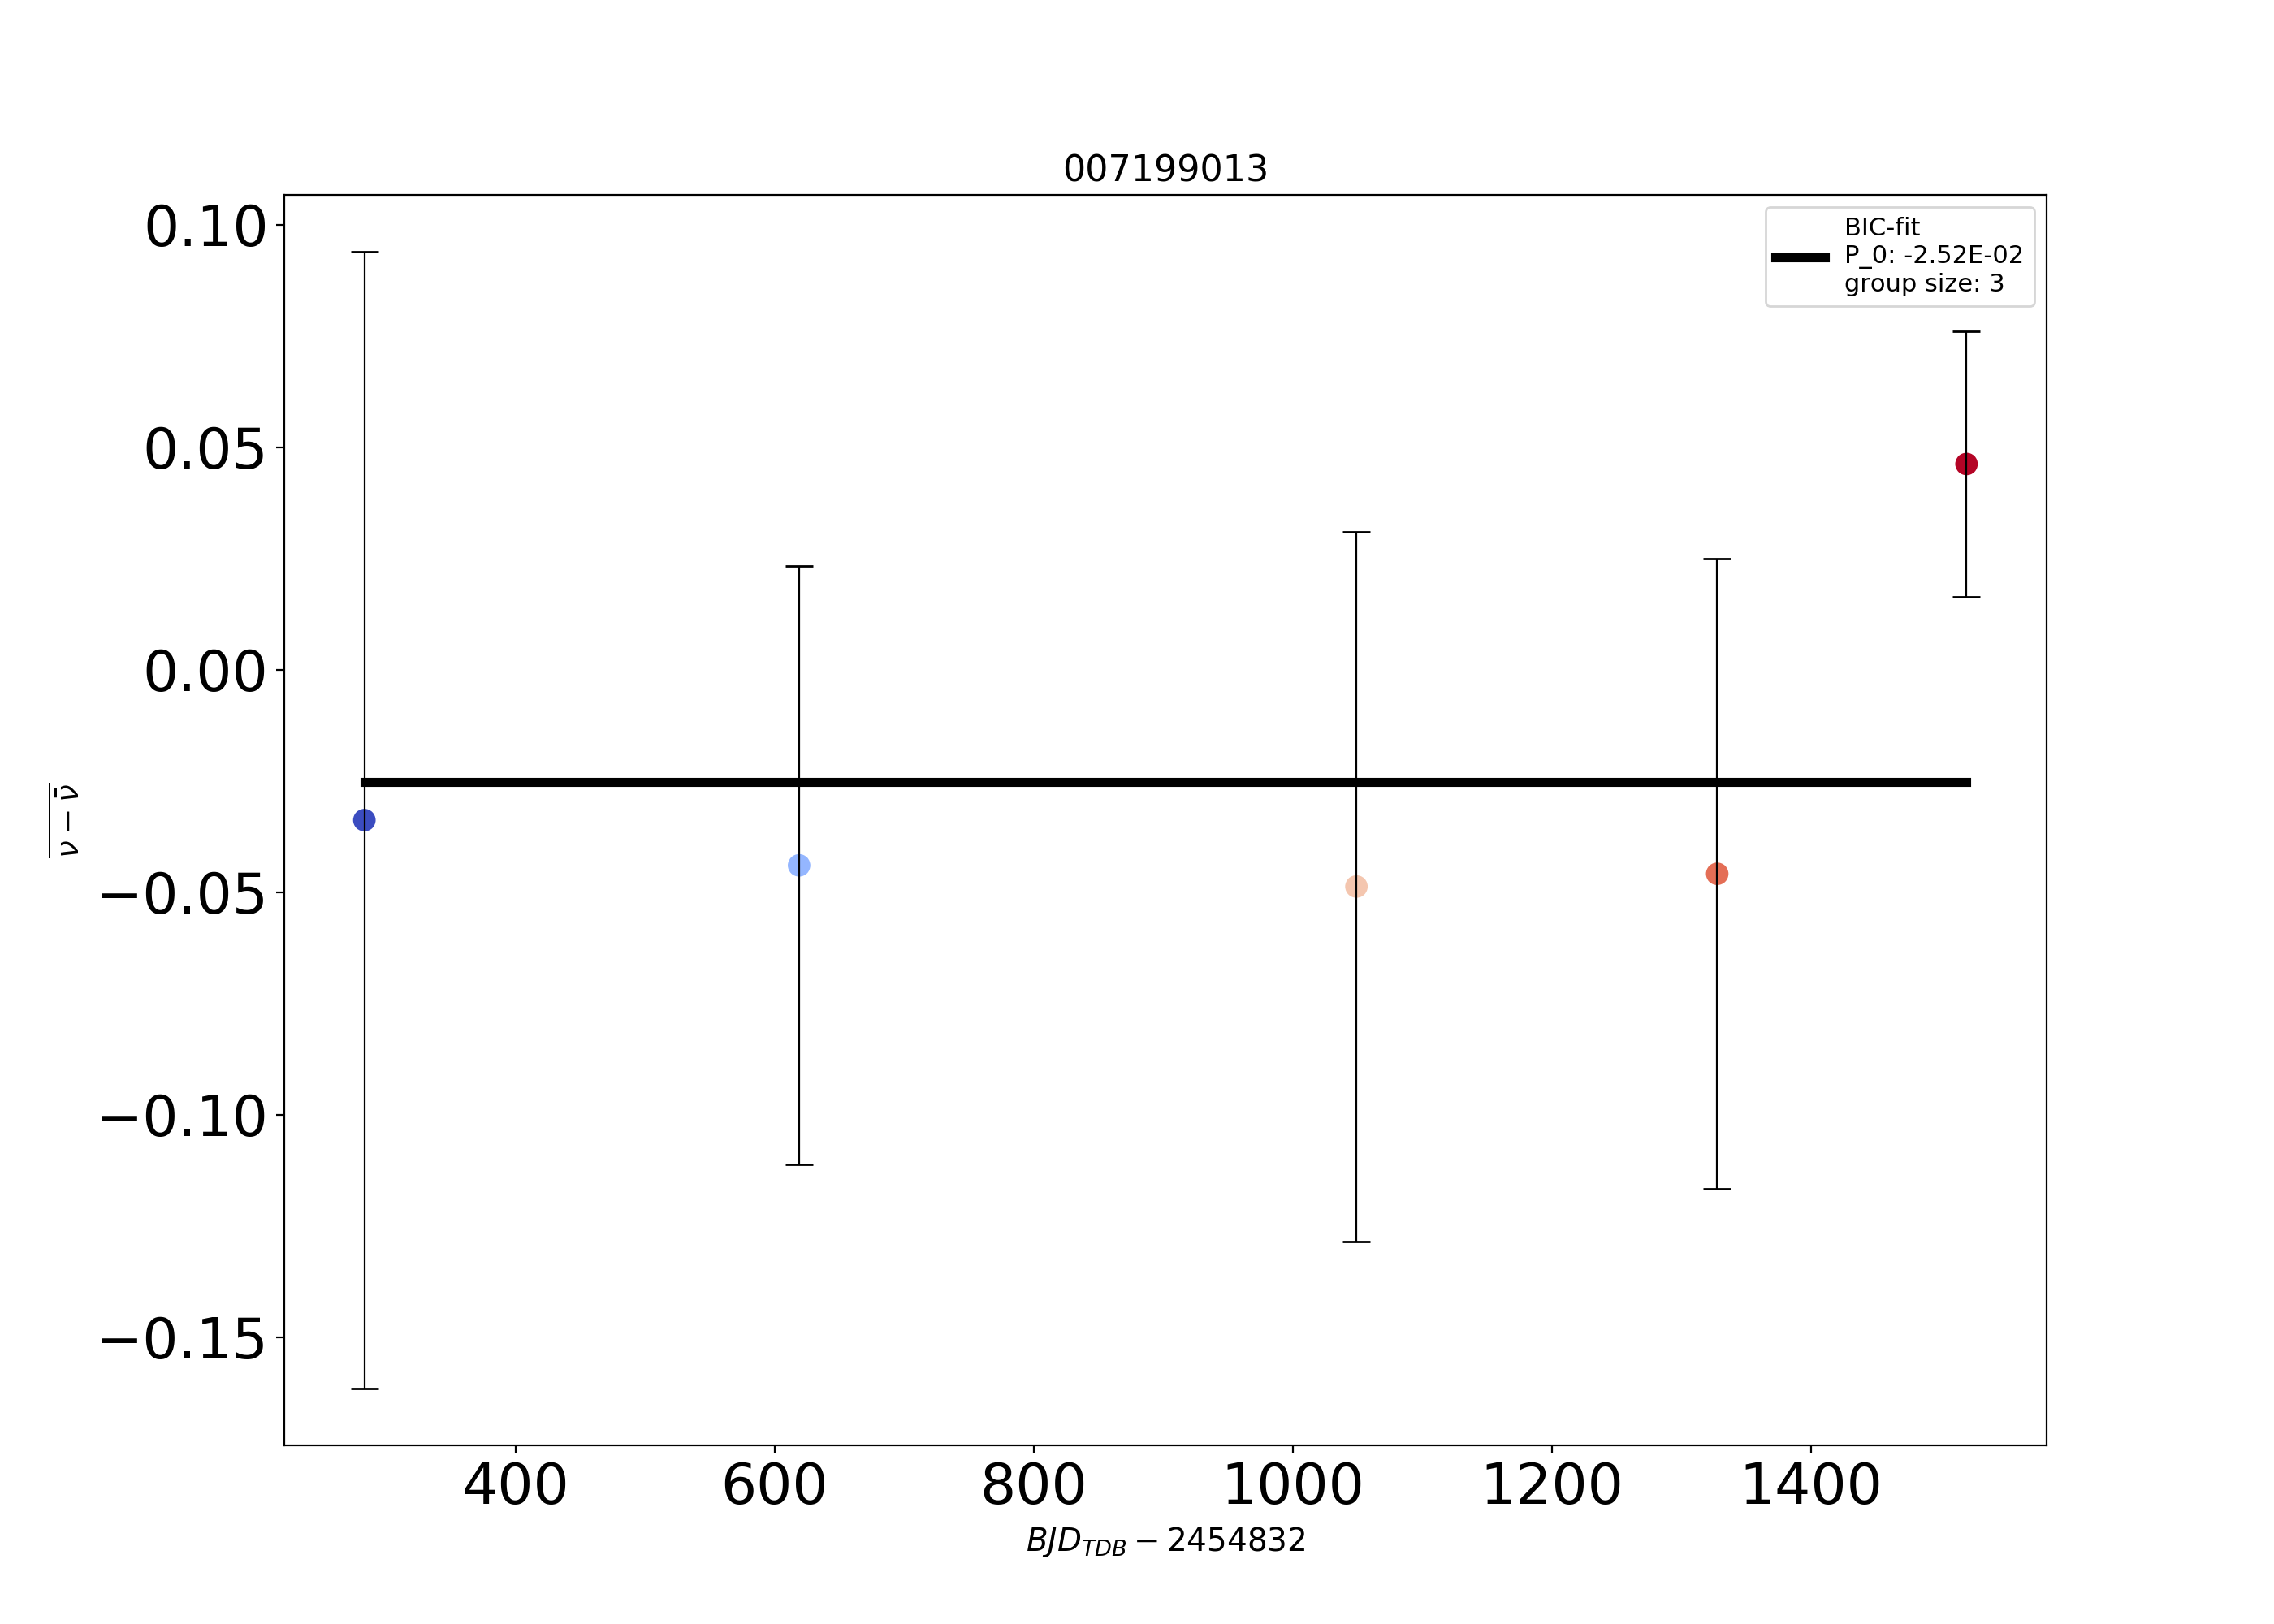 007199013
BIC-fit
P_0: -2.52E-02
group size: 3
0.10
0.05
0.00
−0.05
−0.10
−0.15
ν − ν̄
400 600 800 1000 1200 1400
BJD_TDB − 2454832